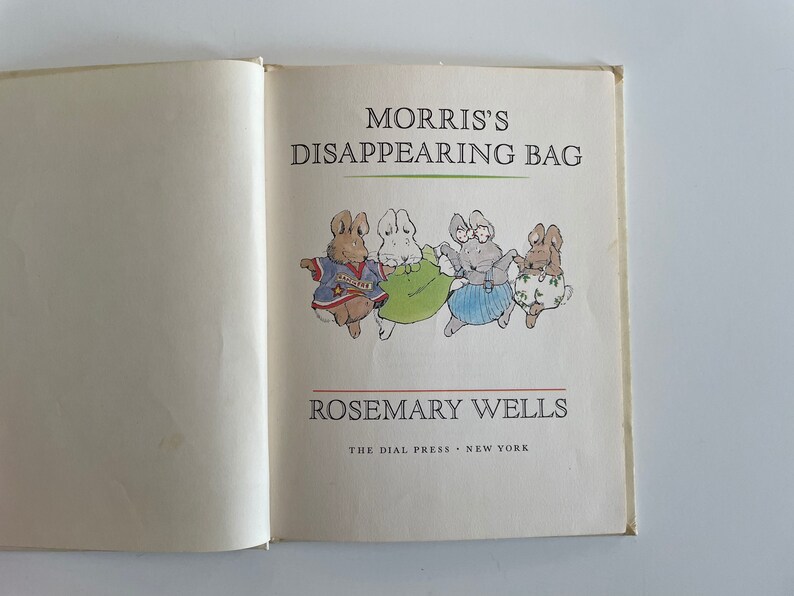 MORRIS'S
DISAPPEARING BAG
ROSEMARY WELLS
THE DIAL PRESS · NEW YORK